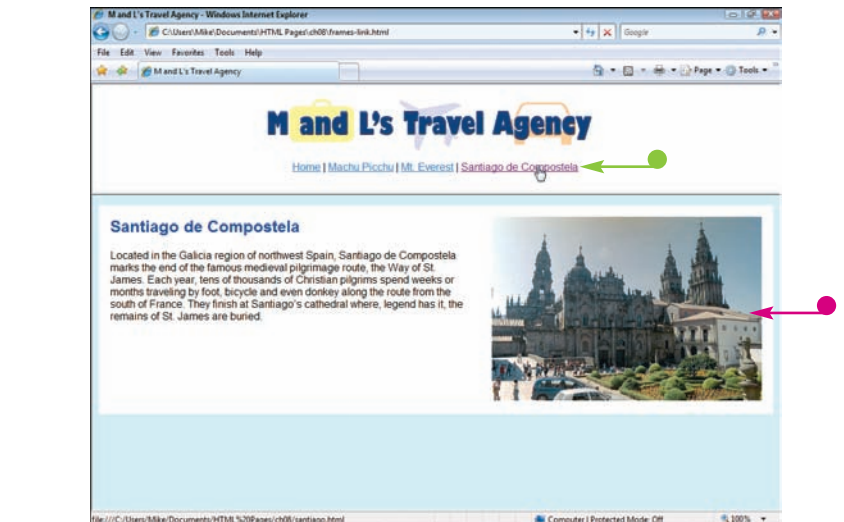 M and L's Travel Agency - Windows Internet Explorer
C:\Users\Mike\Documents\HTML Pages\ch08\frames-link.html
Google
File Edit View Favorites Tools Help
M and L's Travel Agency
Page Tools
M and L's Travel Agency
Home | Machu Picchu | Mt. Everest | Santiago de Compostela
Santiago de Compostela
Located in the Galicia region of northwest Spain, Santiago de Compostela
marks the end of the famous medieval pilgrimage route, the Way of St.
James. Each year, tens of thousands of Christian pilgrims spend weeks or
months traveling by foot, bicycle and even donkey along the route from the
south of France. They finish at Santiago's cathedral where, legend has it, the
remains of St. James are buried.
file:///C:/Users/Mike/Documents/HTML%20Pages/ch08/santiago.html
Computer | Protected Mode: Off
100%